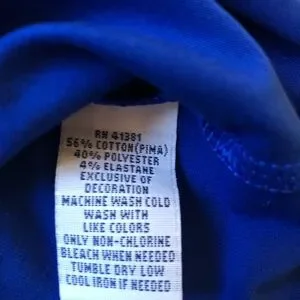 RN 41381
56% COTTON(PIMA)
40% POLYESTER
4% ELASTANE
EXCLUSIVE OF
DECORATION
MACHINE WASH COLD
WASH WITH
LIKE COLORS
ONLY NON-CHLORINE
BLEACH WHEN NEEDED
TUMBLE DRY LOW
COOL IRON IF NEEDED